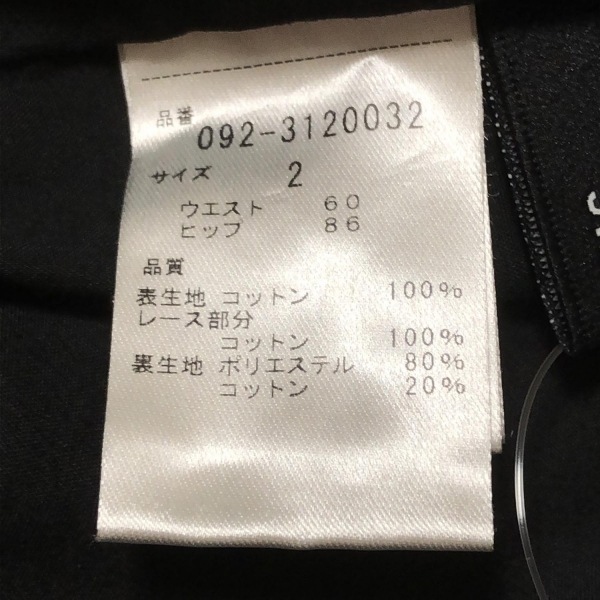 品番 092-3120032
サイズ 2
ウエスト 60
ヒップ 86
品質
表生地 コットン 100%
レース部分
コットン 100%
裏生地 ポリエステル 80%
コットン 20%